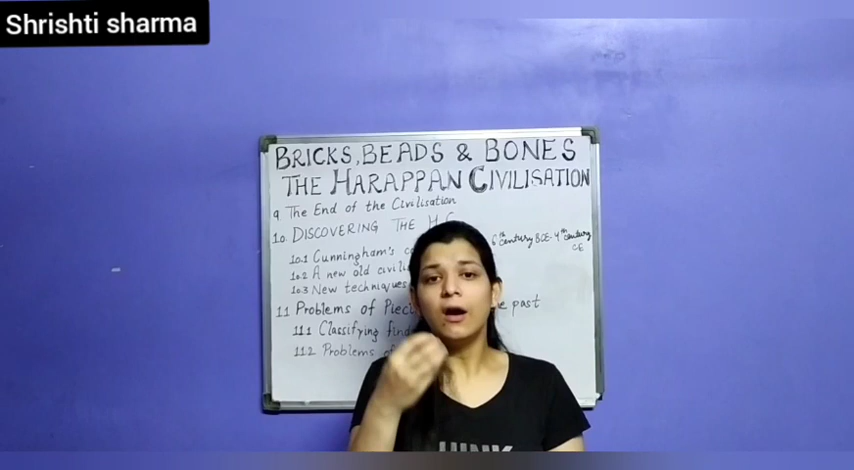 Shrishti sharma
BRICKS, BEADS & BONES
THE HARAPPAN CIVILISATION
9. The End of the Civilisation
10. DISCOVERING THE H.C.
6th century BCE - 4th century
CE
10.1 Cunningham's
10.2 A new old
10.3 New techniques
11 Problems of past
11.1 Classifying
11.2 Problems